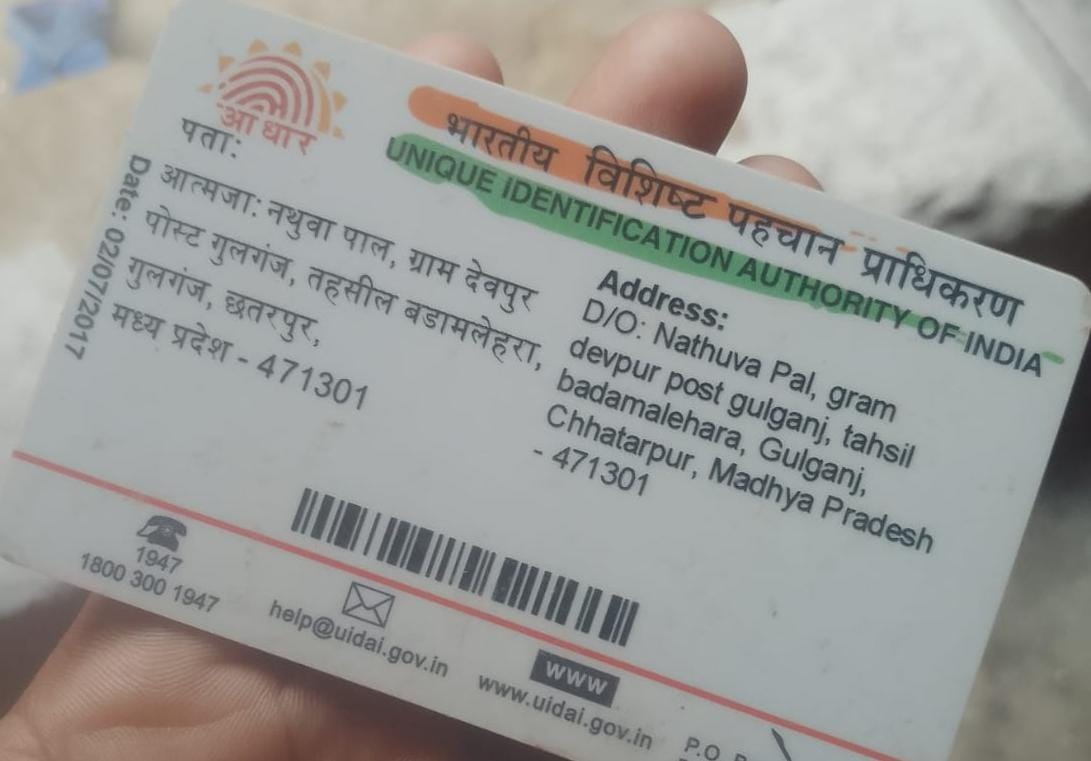 आधार
भारतीय विशिष्ट पहचान प्राधिकरण
UNIQUE IDENTIFICATION AUTHORITY OF INDIA
पता:
आत्मजा: नथुवा पाल, ग्राम देवपुर
पोस्ट गुलगंज, तहसील बडामलेहरा,
गुलगंज, छतरपुर,
मध्य प्रदेश - 471301
Date: 02/07/2017
Address:
D/O: Nathuva Pal, gram
devpur post gulganj, tahsil
badamalehara, Gulganj,
Chhatarpur, Madhya Pradesh
- 471301
1947
1800 300 1947
help@uidai.gov.in
www
www.uidai.gov.in
P.O.